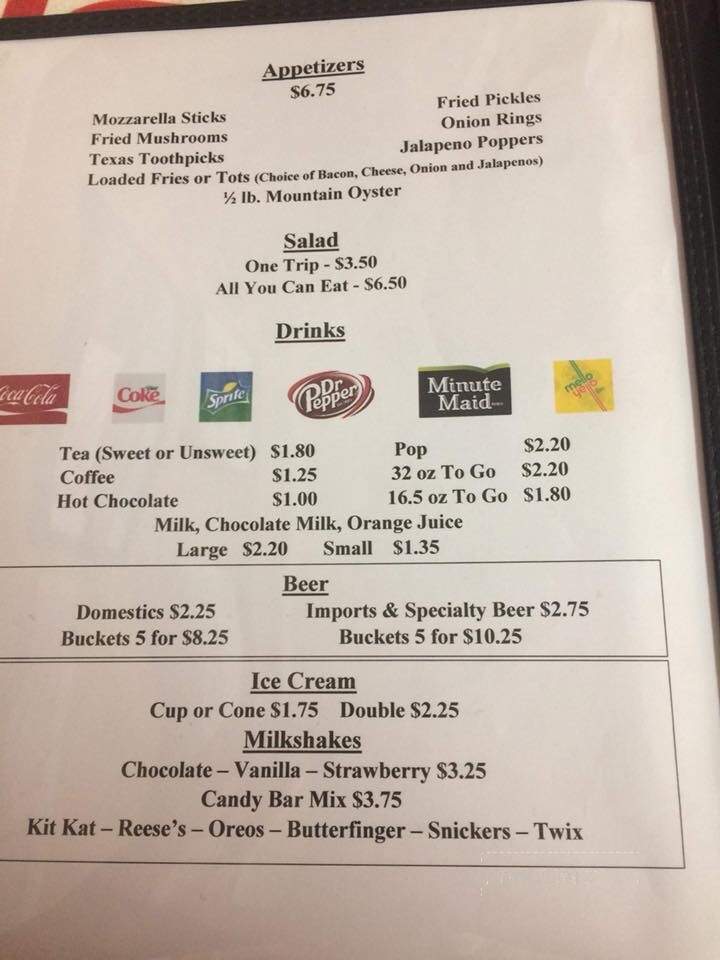 Appetizers
$6.75
Mozzarella Sticks Fried Pickles
Fried Mushrooms Onion Rings
Texas Toothpicks Jalapeno Poppers
Loaded Fries or Tots (Choice of Bacon, Cheese, Onion and Jalapenos)
½ lb. Mountain Oyster
Salad
One Trip - $3.50
All You Can Eat - $6.50
Drinks
Coca-Cola Coke Sprite Dr Pepper Minute Maid mello yello
Tea (Sweet or Unsweet) $1.80 Pop $2.20
Coffee $1.25 32 oz To Go $2.20
Hot Chocolate $1.00 16.5 oz To Go $1.80
Milk, Chocolate Milk, Orange Juice
Large $2.20 Small $1.35
Beer
Domestics $2.25 Imports & Specialty Beer $2.75
Buckets 5 for $8.25 Buckets 5 for $10.25
Ice Cream
Cup or Cone $1.75 Double $2.25
Milkshakes
Chocolate – Vanilla – Strawberry $3.25
Candy Bar Mix $3.75
Kit Kat – Reese's – Oreos – Butterfinger – Snickers – Twix